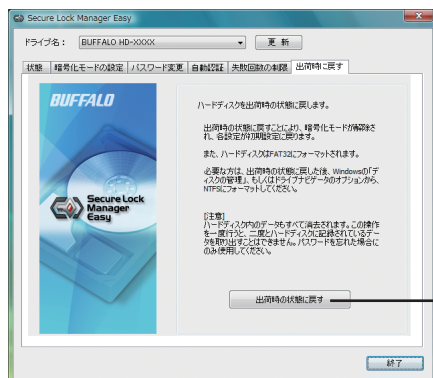 Secure Lock Manager Easy
ドライブ名： BUFFALO HD-XXXX 更 新
状態 暗号化モードの設定 パスワード変更 自動認証 失敗回数の制限 出荷時に戻す
BUFFALO
Secure Lock
Manager
Easy
ハードディスクを出荷時の状態に戻します。
出荷時の状態に戻すことにより、暗号化モードが解除さ
れ、各設定が初期設定に戻ります。
また、ハードディスクはFAT32にフォーマットされます。
必要な方は、出荷時の状態に戻した後、Windowsの「デ
ィスクの管理」、もしくはドライブナビゲータのオプションから、
NTFSにフォーマットしてください。
[注意]
ハードディスク内のデータもすべて消去されます。この操作
を一度行うと、二度とハードディスクに記録されているデー
タを取り出すことはできません。パスワードを忘れた場合に
のみ使用してください。
出荷時の状態に戻す
終了